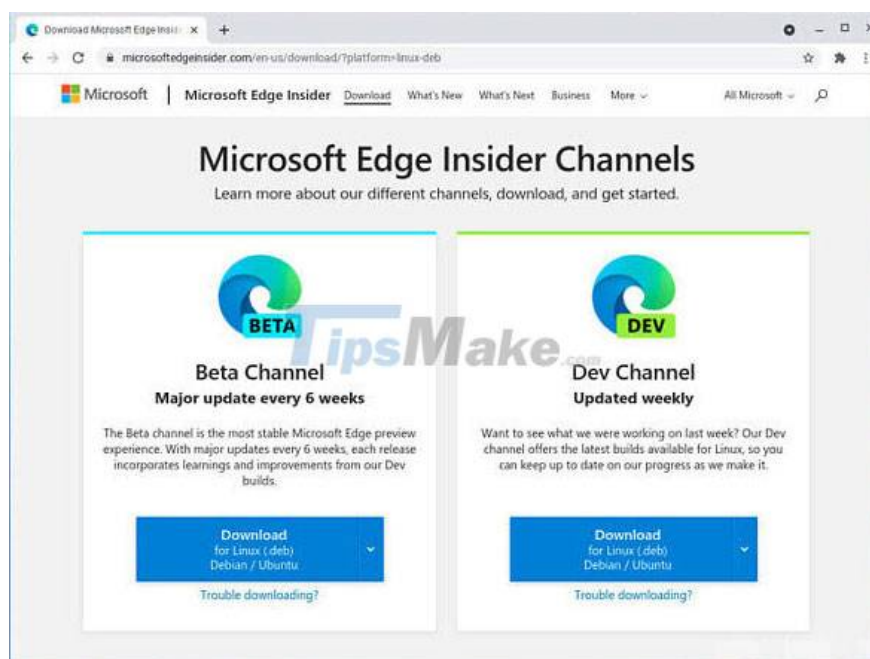 Download Microsoft Edge Insi
microsoftedgeinsider.com/en-us/download/?platform=linux-deb
Microsoft Microsoft Edge Insider Download What's New What's Next Business More All Microsoft
Microsoft Edge Insider Channels
Learn more about our different channels, download, and get started.
BETA
DEV
TipsMake.com
Beta Channel
Major update every 6 weeks
The Beta channel is the most stable Microsoft Edge preview
experience. With major updates every 6 weeks, each release
incorporates learnings and improvements from our Dev
builds.
Download
for Linux (.deb)
Debian / Ubuntu
Trouble downloading?
Dev Channel
Updated weekly
Want to see what we were working on last week? Our Dev
channel offers the latest builds available for Linux, so you
can keep up to date on our progress as we make it.
Download
for Linux (.deb)
Debian / Ubuntu
Trouble downloading?